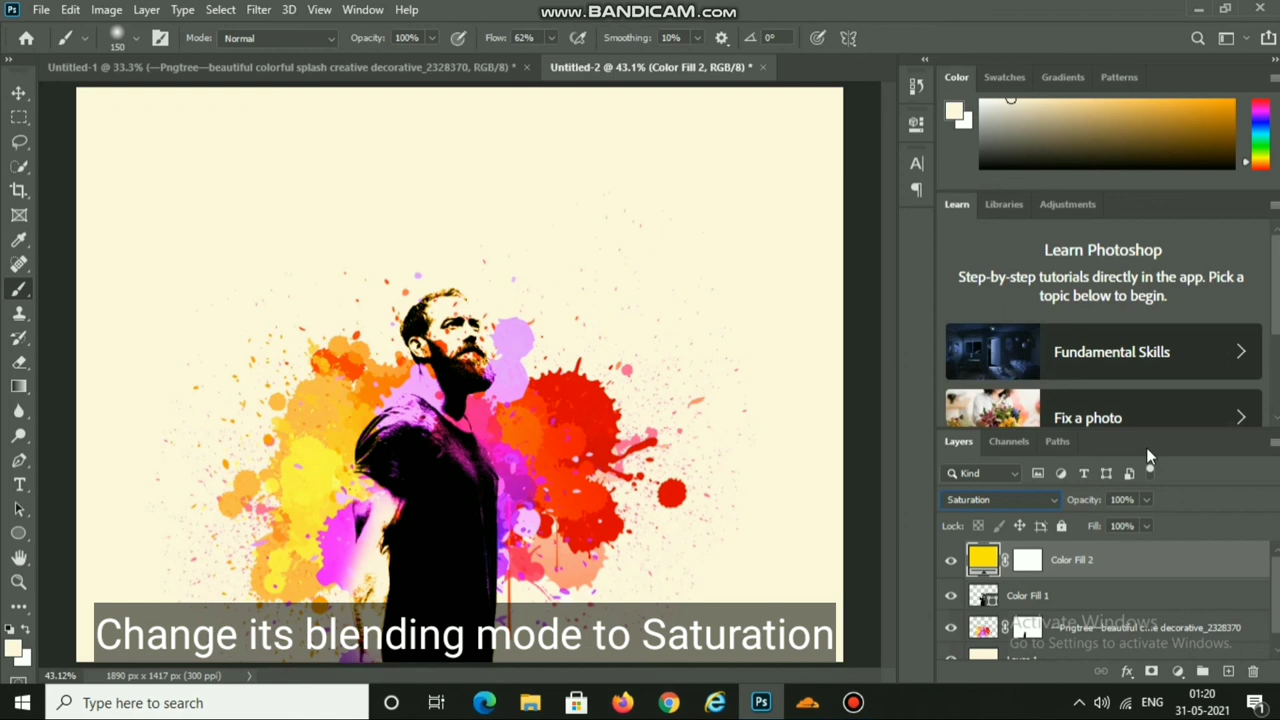 File Edit Image Layer Type Select Filter 3D View Window Help
www.BANDICAM.com
150 Mode: Normal Opacity: 100% Flow: 62% Smoothing: 10% 0°
Untitled-1 @ 33.3% (—Pngtree—beautiful colorful splash creative decorative_2328370, RGB/8) * ×
Untitled-2 @ 43.1% (Color Fill 2, RGB/8) * ×
Color Swatches Gradients Patterns
Learn Libraries Adjustments
Learn Photoshop
Step-by-step tutorials directly in the app. Pick a
topic below to begin.
Fundamental Skills
Fix a photo
Layers Channels Paths
Kind
Saturation Opacity: 100%
Lock: Fill: 100%
Color Fill 2
Color Fill 1
—Pngtree—beautiful c...e decorative_2328370
Activate Windows
Go to Settings to activate Windows.
Change its blending mode to Saturation
43.12% 1890 px x 1417 px (300 ppi)
Type here to search
ENG
01:20
31-05-2021